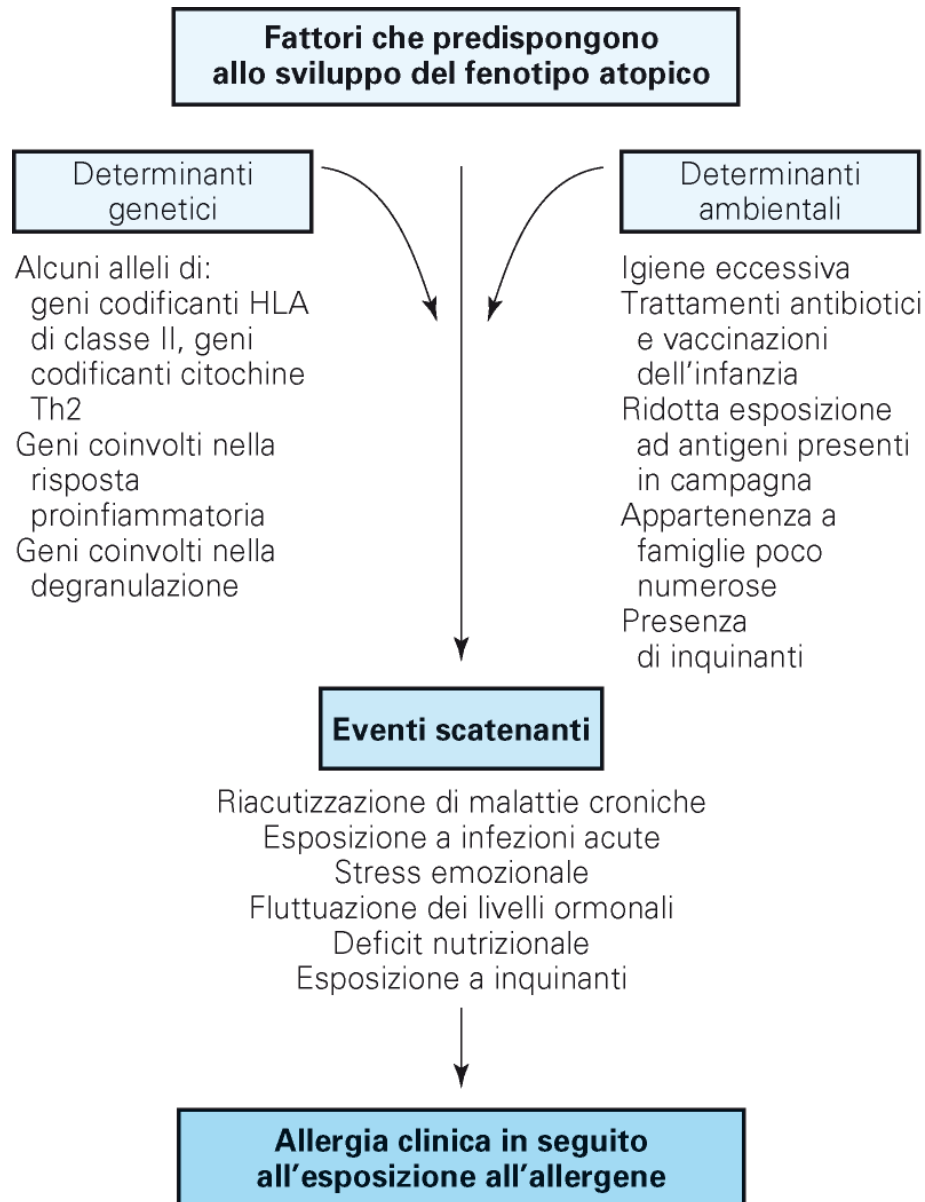 Fattori che predispongono
allo sviluppo del fenotipo atopico
Determinanti
genetici
Alcuni alleli di:
geni codificanti HLA
di classe II, geni
codificanti citochine
Th2
Geni coinvolti nella
risposta
proinfiammatoria
Geni coinvolti nella
degranulazione
Determinanti
ambientali
Igiene eccessiva
Trattamenti antibiotici
e vaccinazioni
dell'infanzia
Ridotta esposizione
ad antigeni presenti
in campagna
Appartenenza a
famiglie poco
numerose
Presenza
di inquinanti
Eventi scatenanti
Riacutizzazione di malattie croniche
Esposizione a infezioni acute
Stress emozionale
Fluttuazione dei livelli ormonali
Deficit nutrizionale
Esposizione a inquinanti
Allergia clinica in seguito
all'esposizione all'allergene